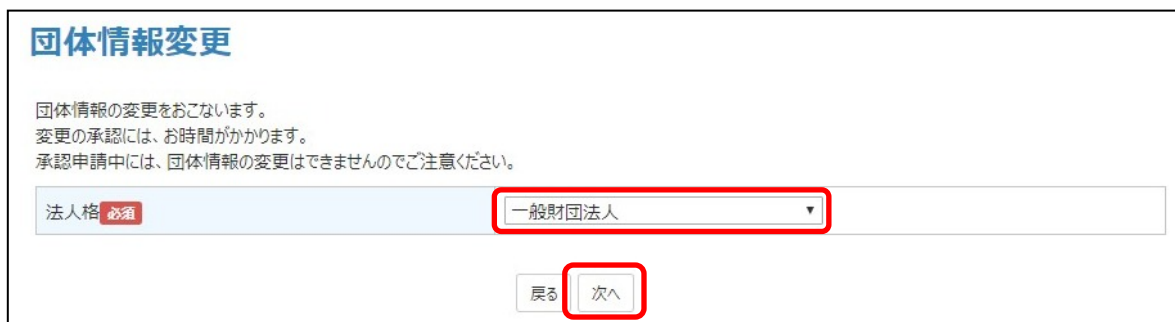 団体情報変更
団体情報の変更をおこないます。
変更の承認には、お時間がかかります。
承認申請中には、団体情報の変更はできませんのでご注意ください。
法人格 必須 一般財団法人 ▼
戻る 次へ